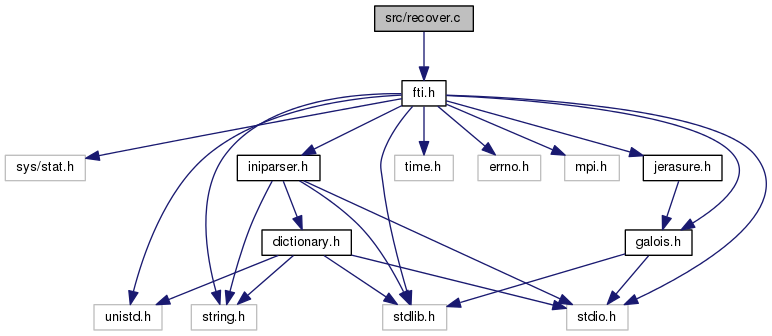 src/recover.c
fti.h
sys/stat.h
iniparser.h
time.h
errno.h
mpi.h
jerasure.h
dictionary.h
galois.h
unistd.h
string.h
stdlib.h
stdio.h